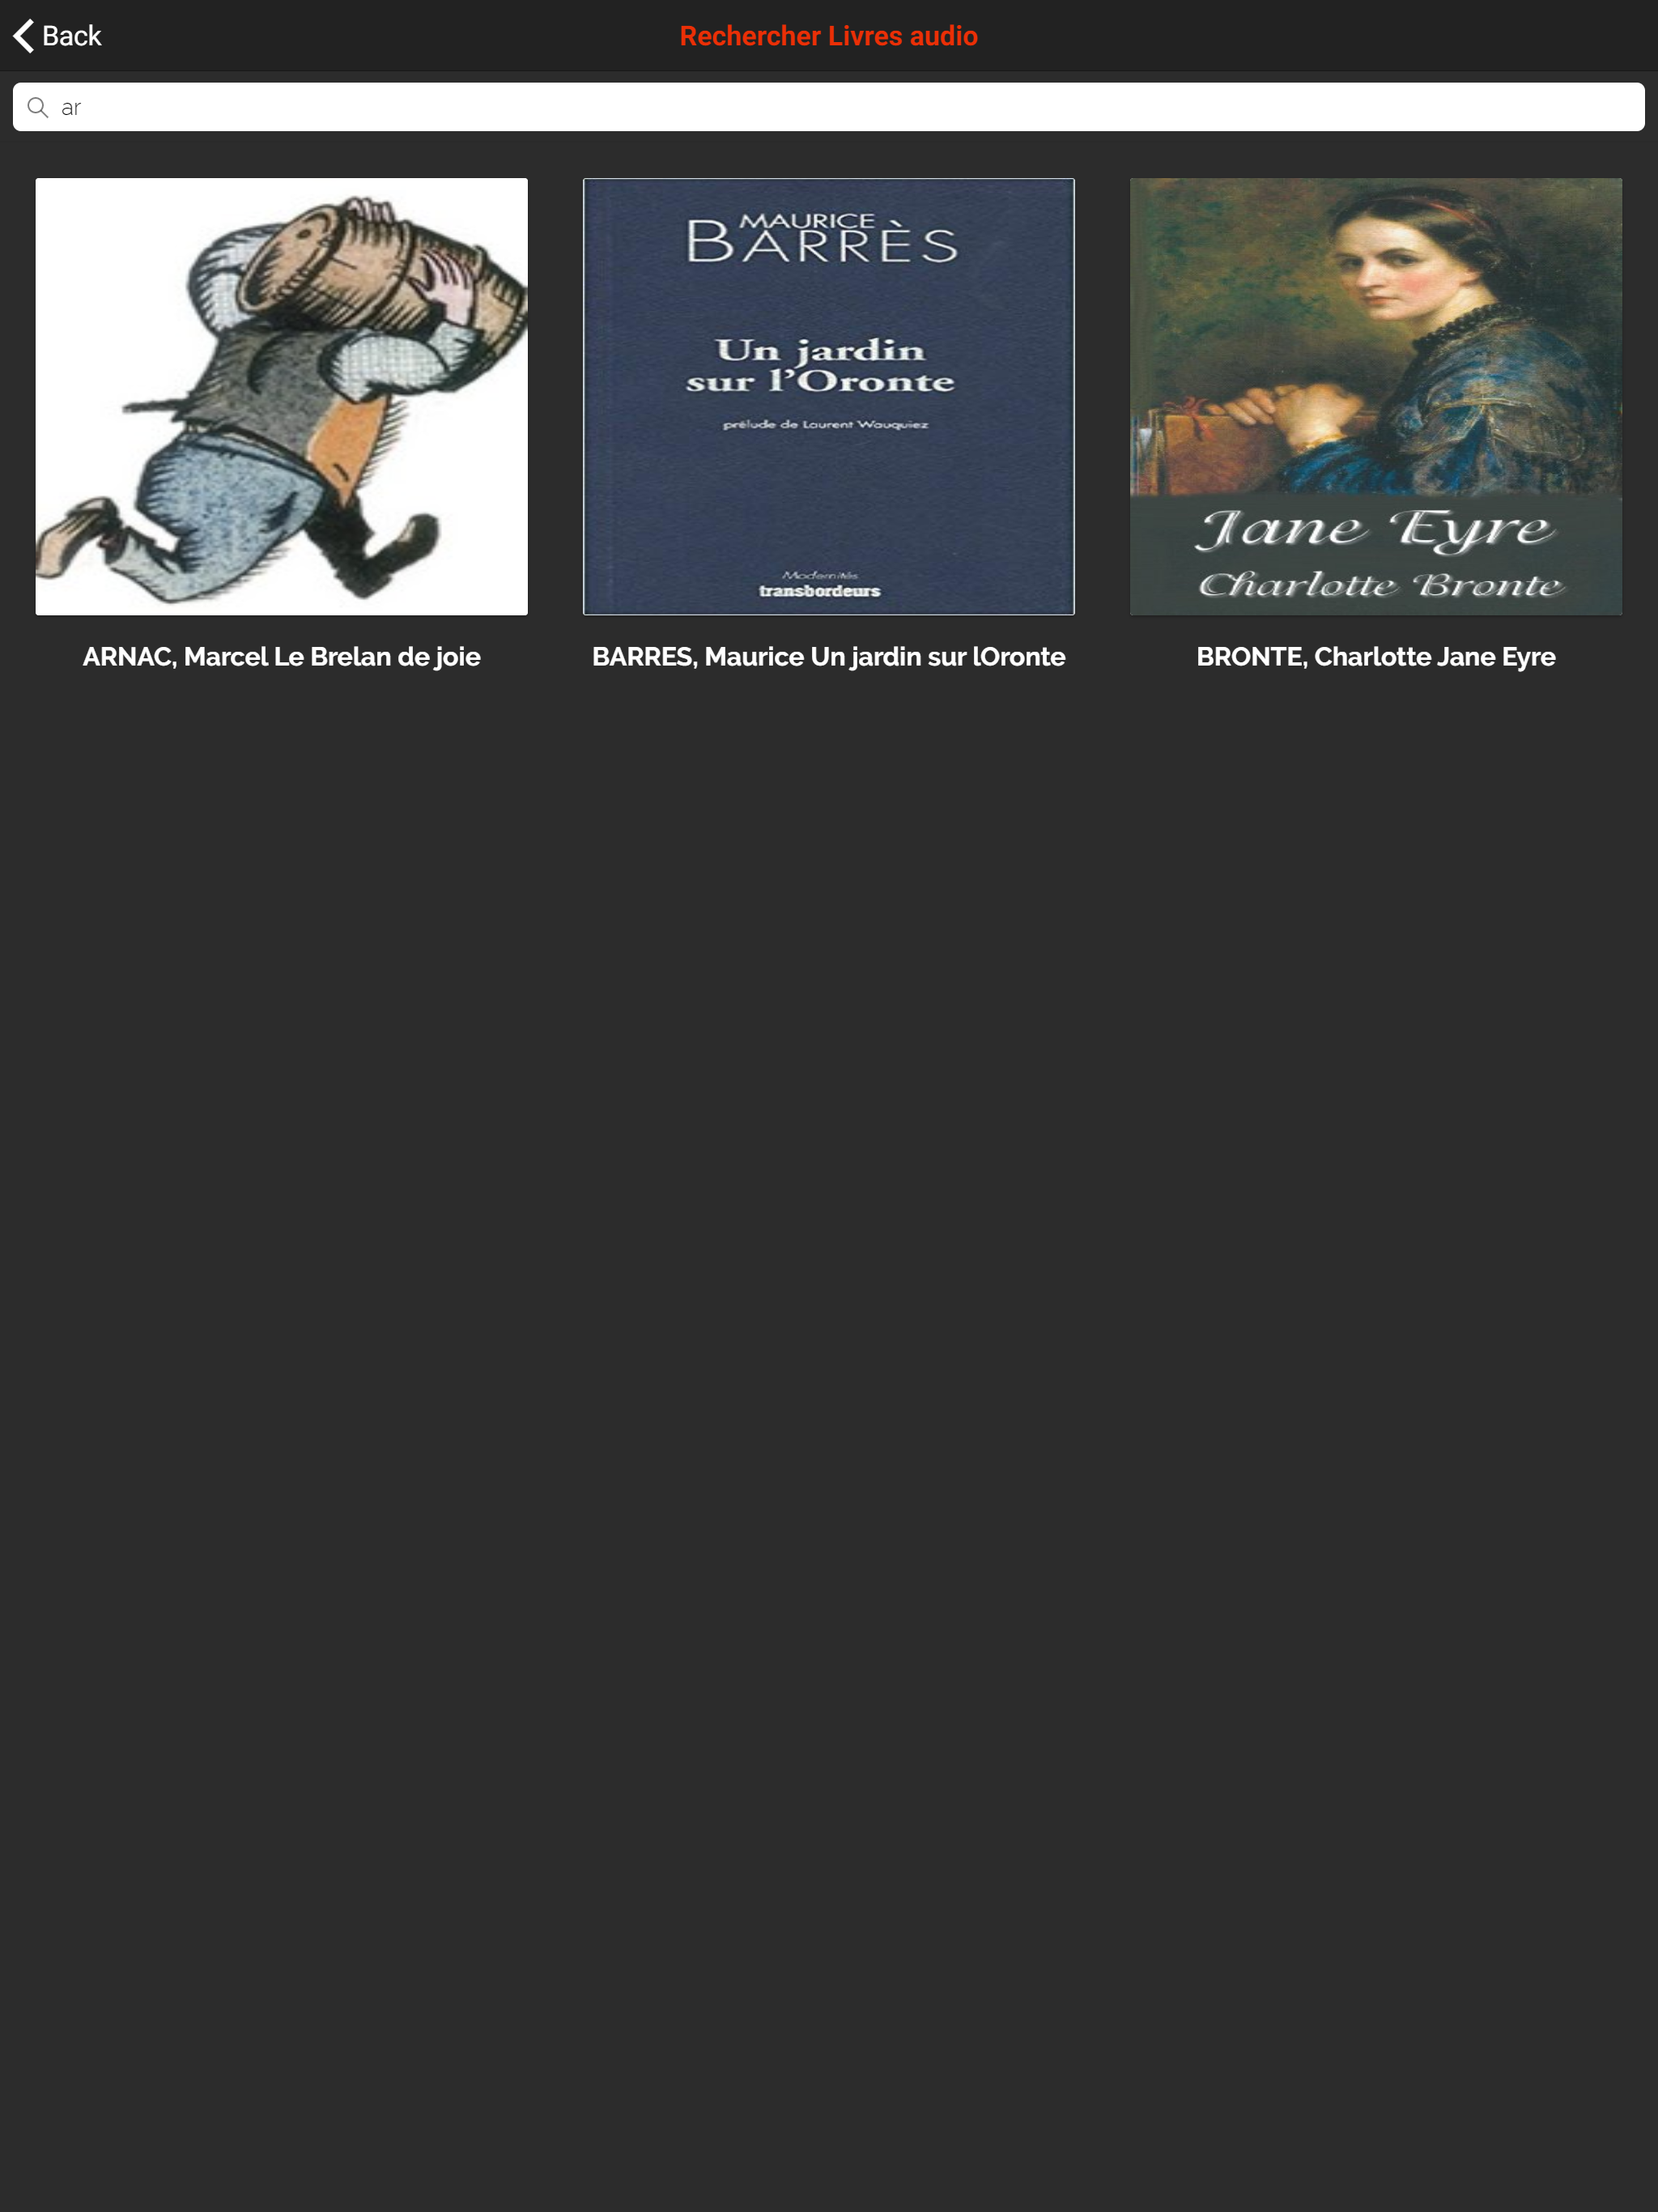 Back
Rechercher Livres audio
ar
MAURICE
BARRÈS
Un jardin
sur l'Oronte
prélude de Laurent Wauquiez
Modernités
transbordeurs
Jane Eyre
Charlotte Bronte
ARNAC, Marcel Le Brelan de joie
BARRES, Maurice Un jardin sur lOronte
BRONTE, Charlotte Jane Eyre